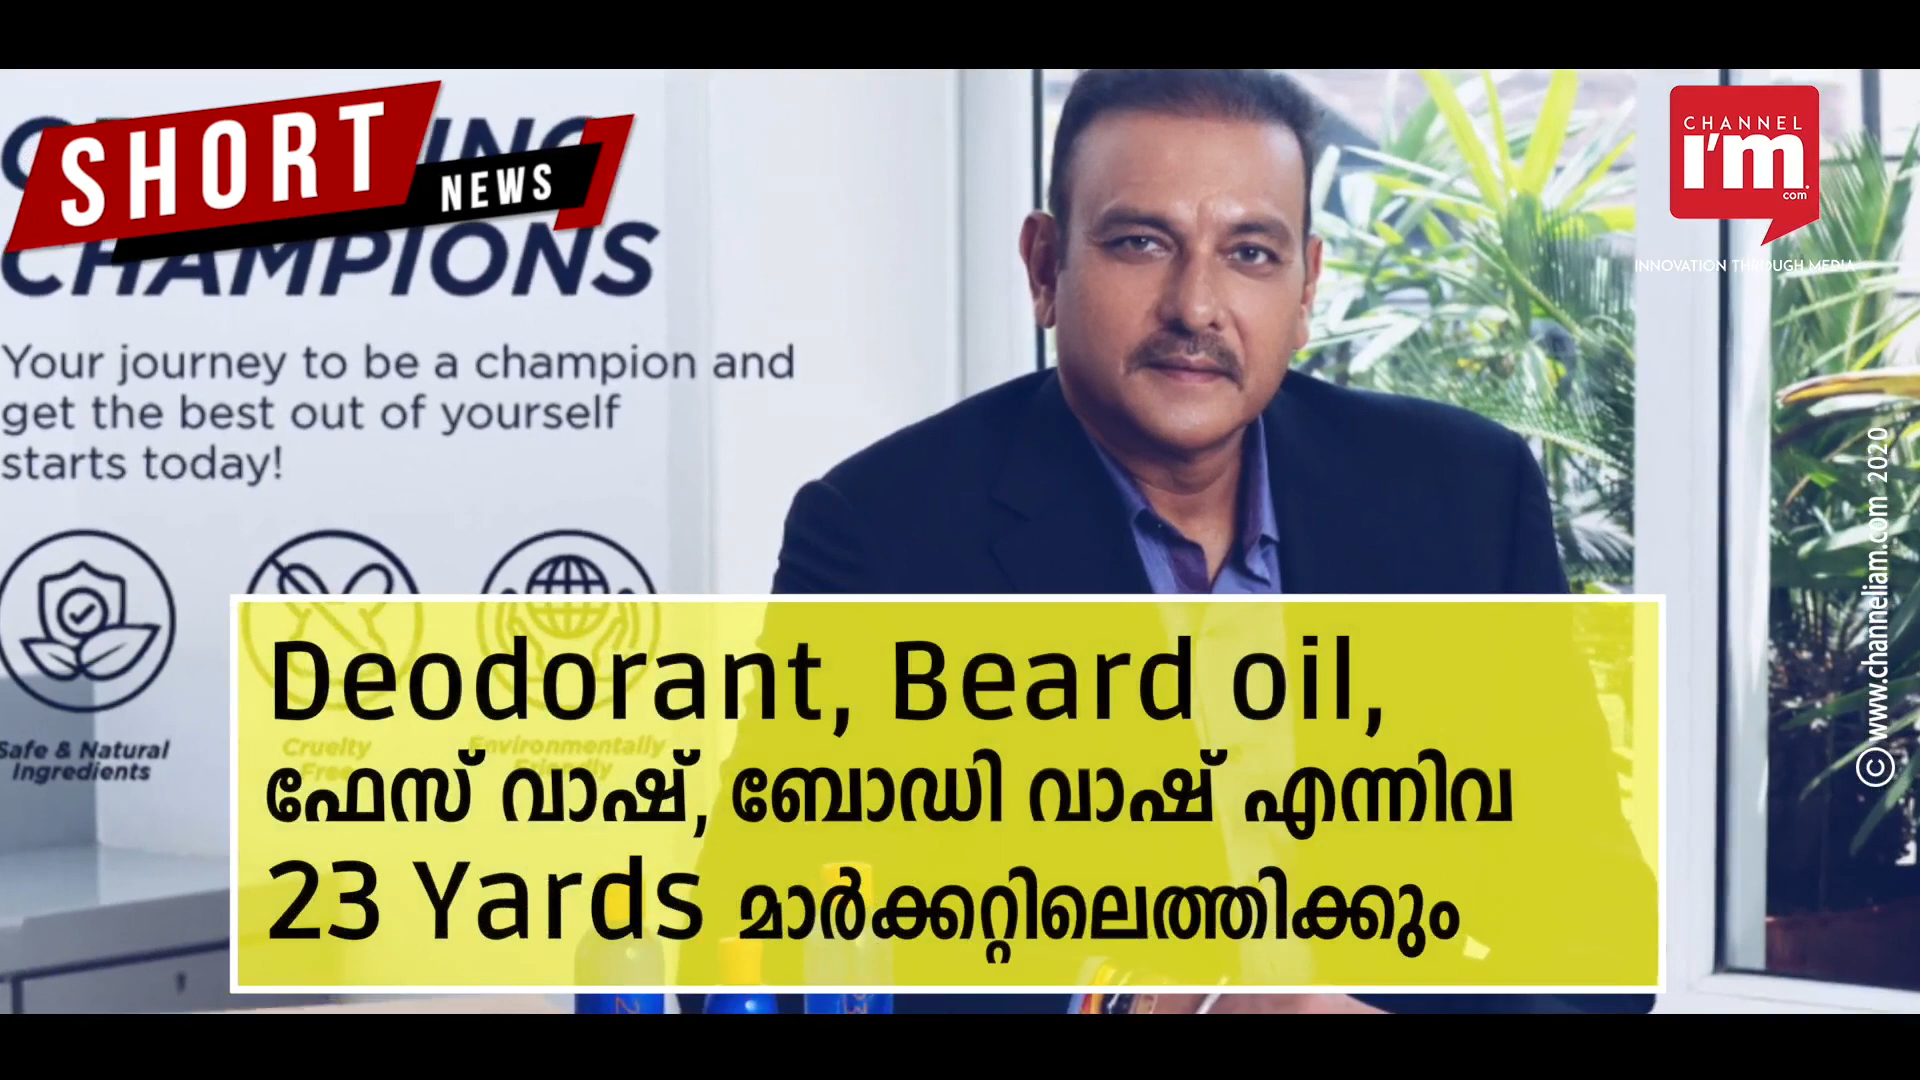 SHORT
NEWS
CHAMPIONS
Your journey to be a champion and
get the best out of yourself
starts today!
Safe & Natural
Ingredients
Cruelty
Free
Environmentally
Friendly
CHANNEL
i'm
.com
INNOVATION THROUGH MEDIA
© www.channeliam.com 2020
Deodorant, Beard oil,
ഫേസ് വാഷ്, ബോഡി വാഷ് എന്നിവ
23 Yards മാർക്കറ്റിലെത്തിക്കും